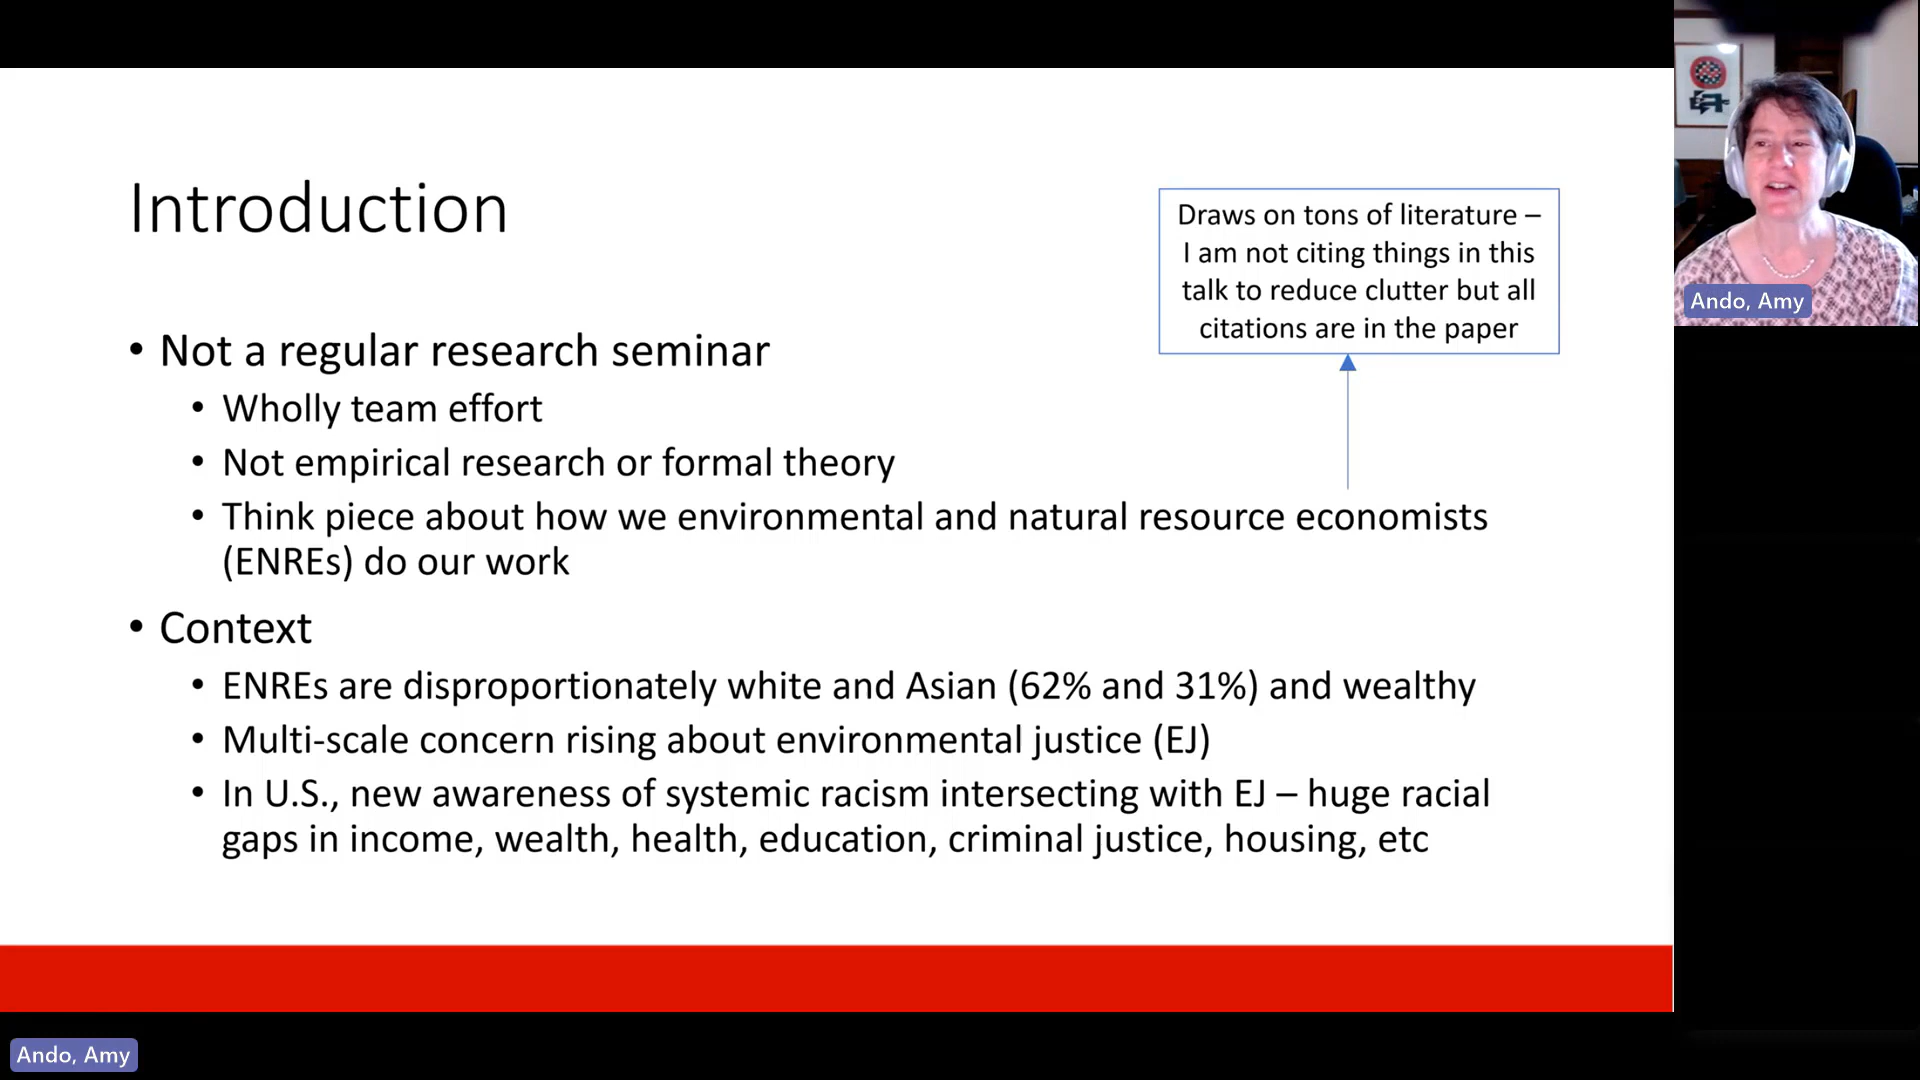 Introduction
Draws on tons of literature –
I am not citing things in this
talk to reduce clutter but all
citations are in the paper
• Not a regular research seminar
• Wholly team effort
• Not empirical research or formal theory
• Think piece about how we environmental and natural resource economists
(ENREs) do our work
• Context
• ENREs are disproportionately white and Asian (62% and 31%) and wealthy
• Multi-scale concern rising about environmental justice (EJ)
• In U.S., new awareness of systemic racism intersecting with EJ – huge racial
gaps in income, wealth, health, education, criminal justice, housing, etc
Ando, Amy
Ando, Amy